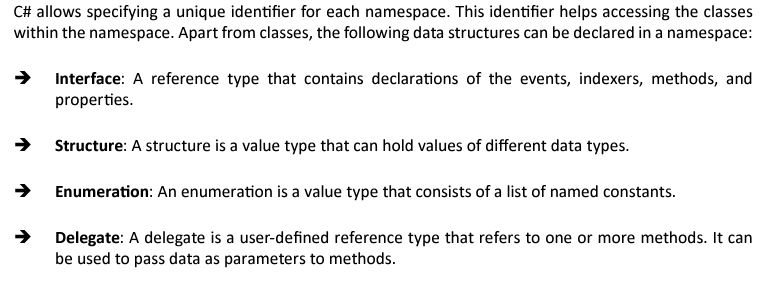 C# allows specifying a unique identifier for each namespace. This identifier helps accessing the classes
within the namespace. Apart from classes, the following data structures can be declared in a namespace:
→ Interface: A reference type that contains declarations of the events, indexers, methods, and
properties.
→ Structure: A structure is a value type that can hold values of different data types.
→ Enumeration: An enumeration is a value type that consists of a list of named constants.
→ Delegate: A delegate is a user-defined reference type that refers to one or more methods. It can
be used to pass data as parameters to methods.